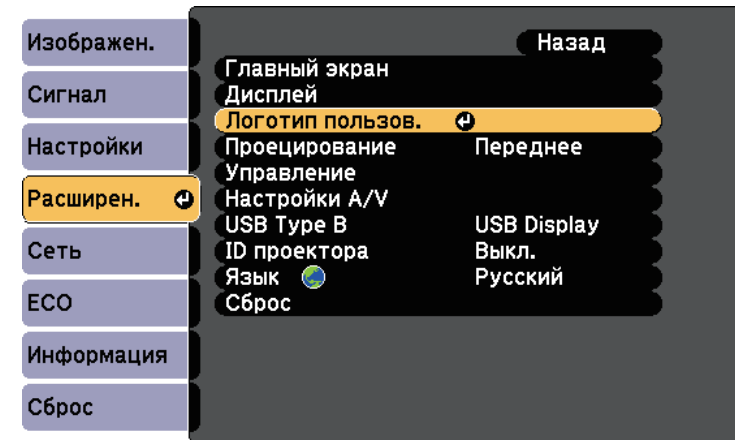 Изображен.
Сигнал
Настройки
Расширен.
Сеть
ECO
Информация
Сброс
Назад
Главный экран
Дисплей
Логотип пользов.
Проецирование Переднее
Управление
Настройки A/V
USB Type B USB Display
ID проектора Выкл.
Язык Русский
Сброс